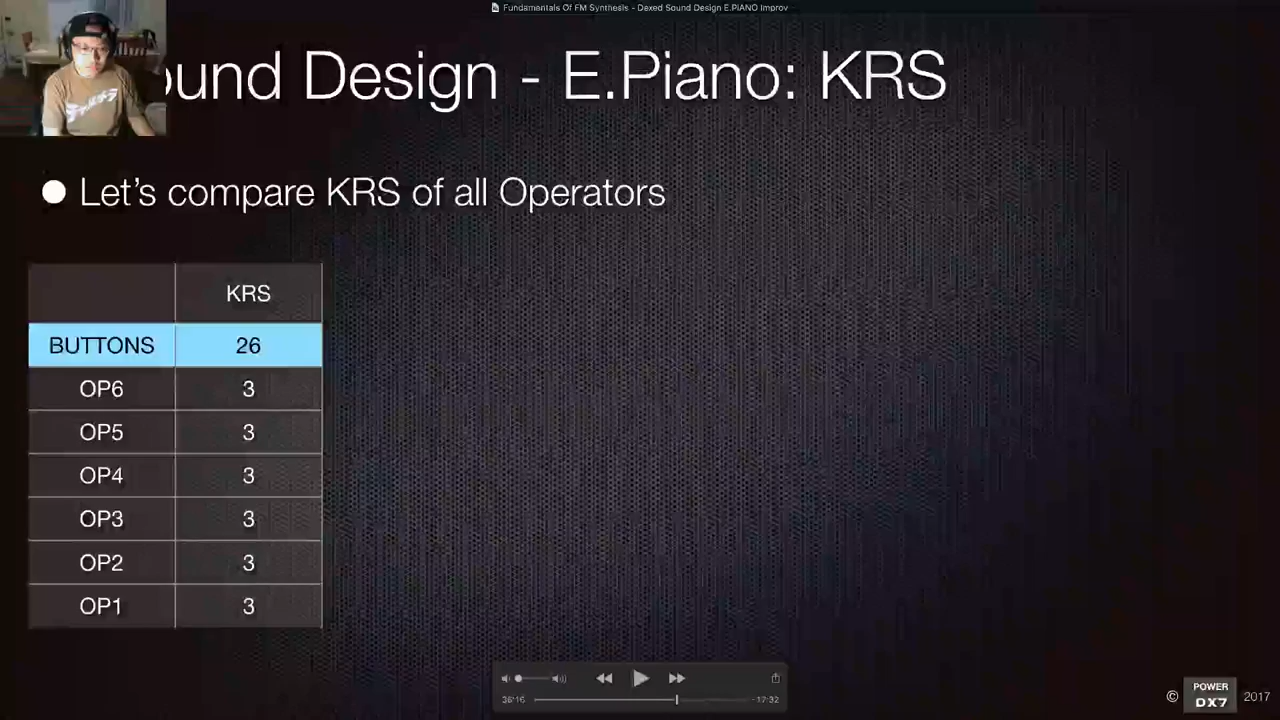 Fundamentals Of FM Synthesis - Dexed Sound Design E.PIANO Improv
ound Design - E.Piano: KRS
Let's compare KRS of all Operators
KRS
BUTTONS 26
OP6 3
OP5 3
OP4 3
OP3 3
OP2 3
OP1 3
36:16 -17:32
© POWER DX7 2017